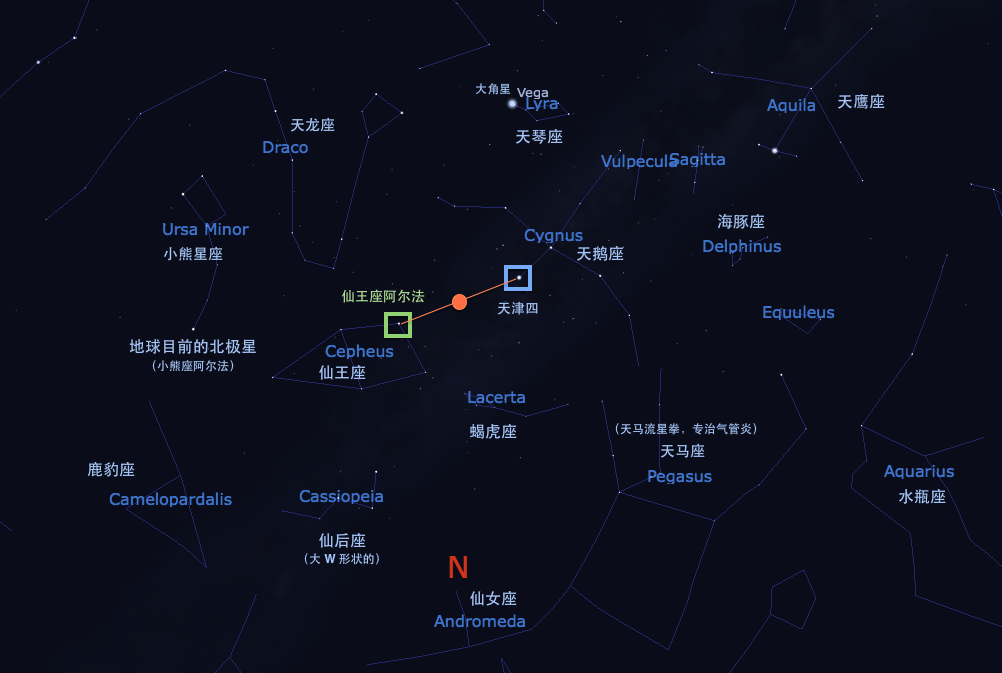 大角星 Vega
Lyra
天琴座
Aquila 天鹰座
天龙座
Draco
Vulpecula
Sagitta
Ursa Minor
小熊星座
海豚座
Delphinus
Cygnus
天鹅座
仙王座阿尔法
天津四
Equuleus
地球目前的北极星
(小熊座阿尔法)
Cepheus
仙王座
Lacerta
蝎虎座
(天马流星拳，专治气管炎)
天马座
Pegasus
鹿豹座
Camelopardalis
Cassiopeia
仙后座
(大 W 形状的)
Aquarius
水瓶座
N
仙女座
Andromeda